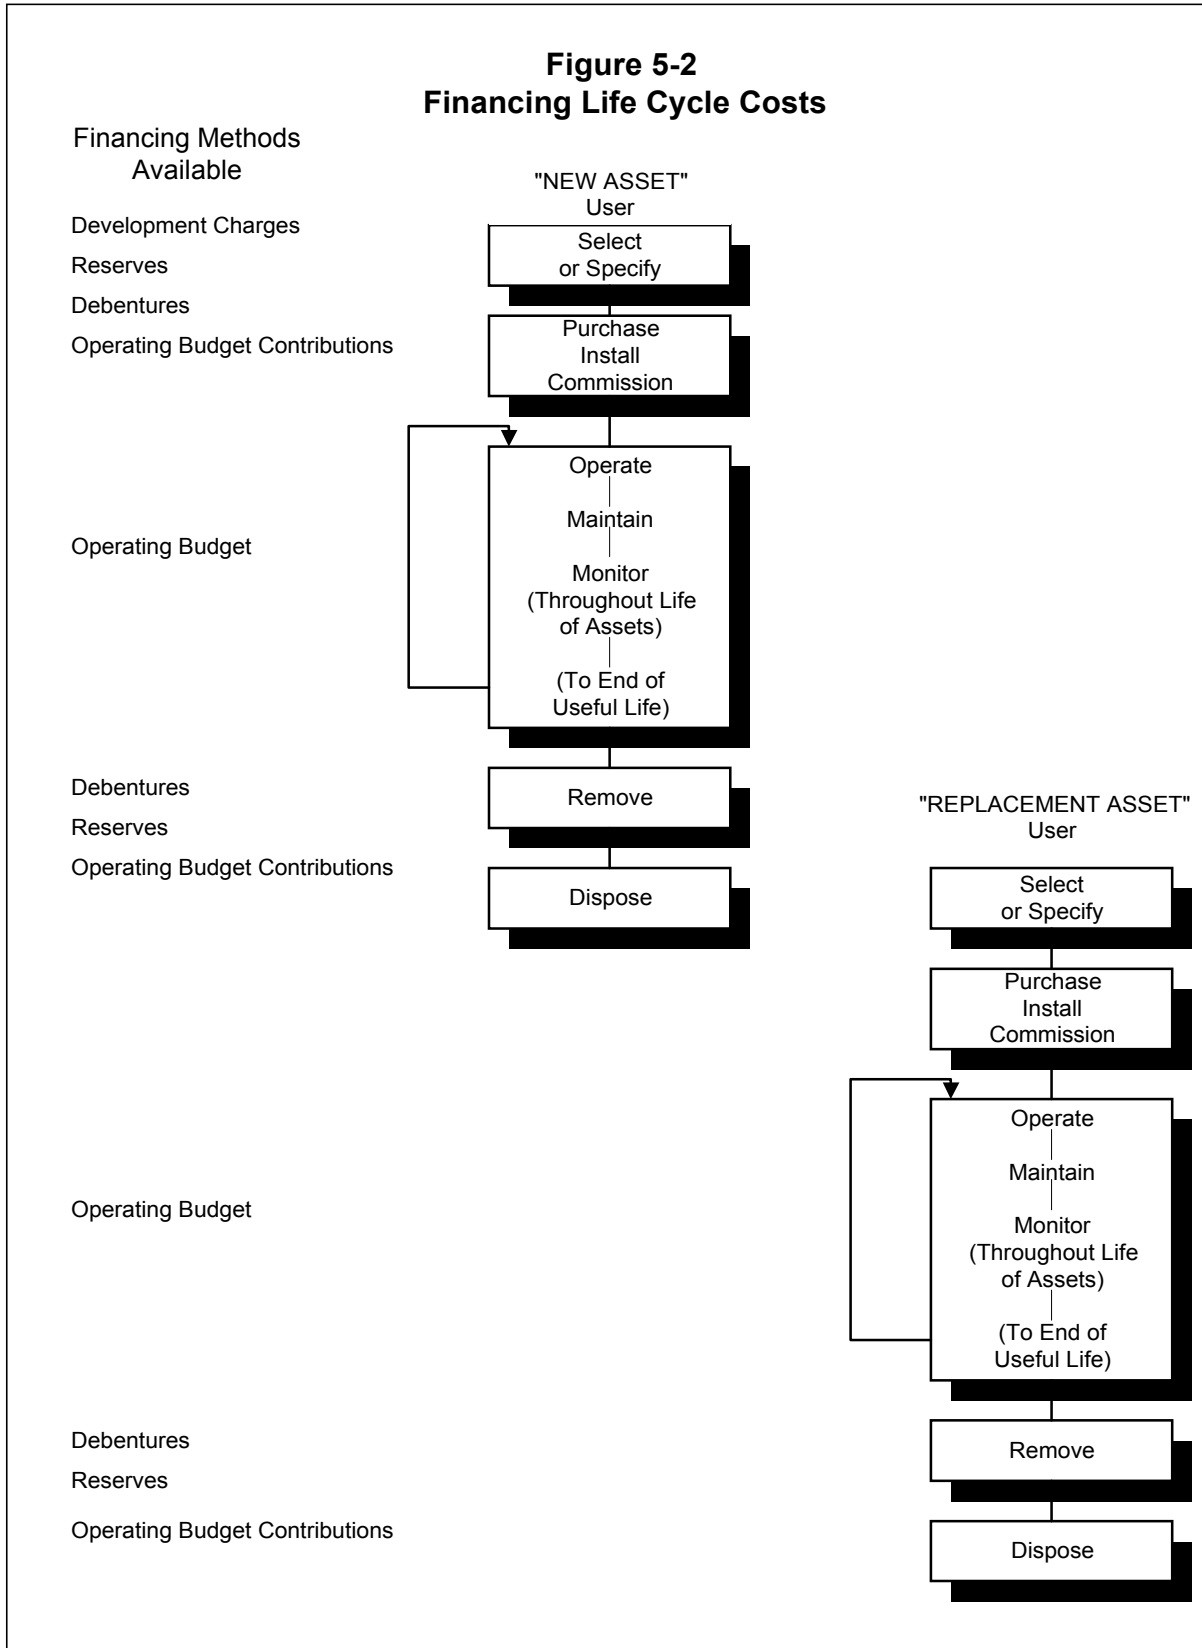 Figure 5-2
Financing Life Cycle Costs
Financing Methods
Available
"NEW ASSET"
User
Development Charges
Reserves
Debentures
Operating Budget Contributions
Select
or Specify
Purchase
Install
Commission
Operating Budget
Operate
Maintain
Monitor
(Throughout Life
of Assets)
(To End of
Useful Life)
Debentures
Reserves
Operating Budget Contributions
Remove
Dispose
"REPLACEMENT ASSET"
User
Select
or Specify
Purchase
Install
Commission
Operating Budget
Operate
Maintain
Monitor
(Throughout Life
of Assets)
(To End of
Useful Life)
Debentures
Reserves
Operating Budget Contributions
Remove
Dispose